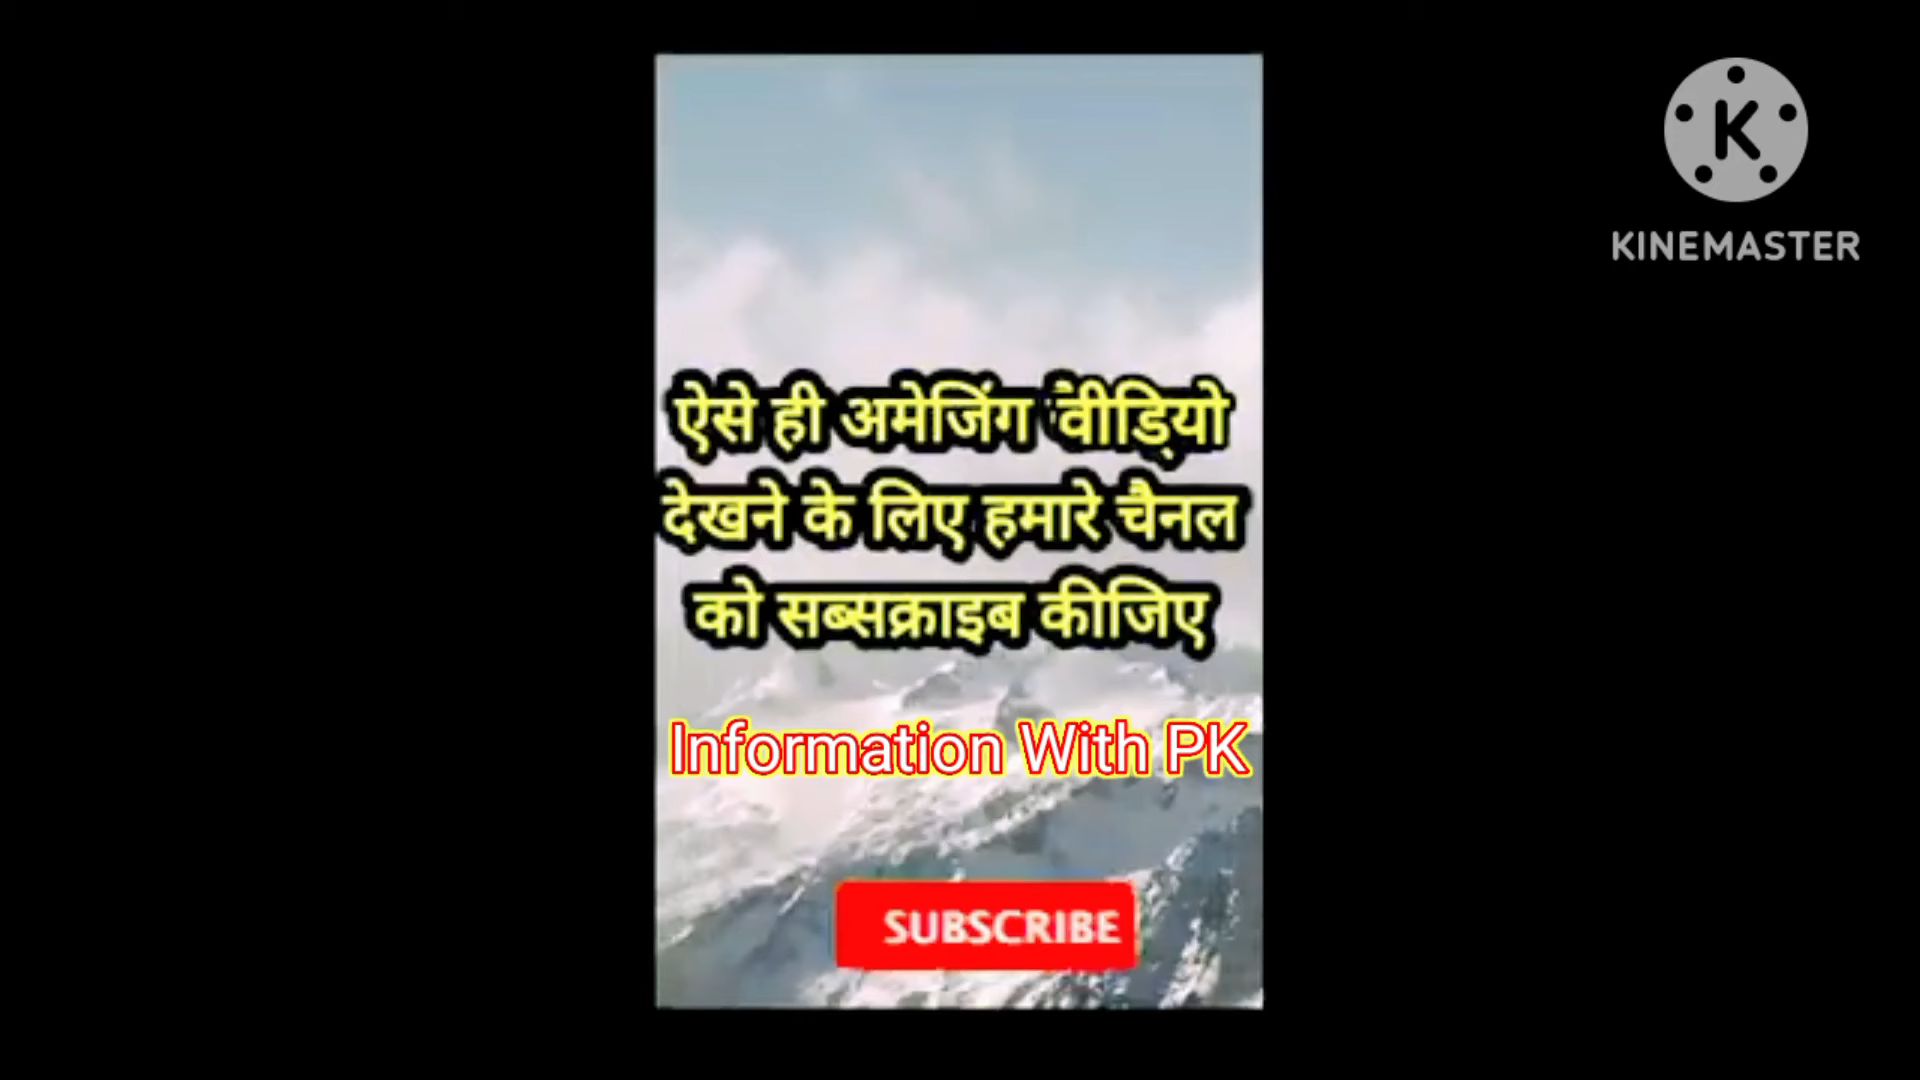 ऐसे ही अमेजिंग वीड़ियो
देखने के लिए हमारे चैनल
को सब्सक्राइब कीजिए
Information With PK
SUBSCRIBE
K
KINEMASTER